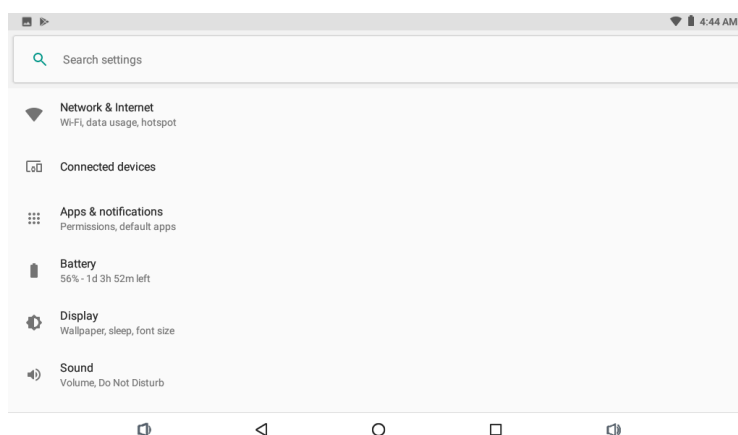 4:44 AM
Search settings
Network & Internet
Wi-Fi, data usage, hotspot
Connected devices
Apps & notifications
Permissions, default apps
Battery
56% - 1d 3h 52m left
Display
Wallpaper, sleep, font size
Sound
Volume, Do Not Disturb